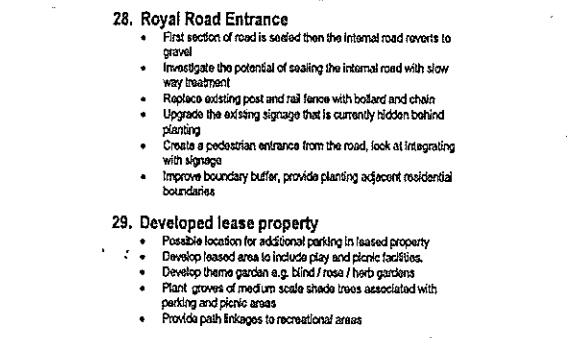 28. Royal Road Entrance
• First section of road is sealed then the internal road reverts to
gravel
• Investigate the potential of sealing the internal road with slow
way treatment
• Replace existing post and rail fence with bollard and chain
• Upgrade the existing signage that is currently hidden behind
planting
• Create a pedestrian entrance from the road, look at integrating
with signage
• Improve boundary buffer, provide planting adjacent residential
boundaries
29. Developed lease property
• Possible location for additional parking in leased property
• Develop leased area to include play and picnic facilities.
• Develop theme garden e.g. blind / rose / herb gardens
• Plant groves of medium scale shade trees associated with
parking and picnic areas
• Provide path linkages to recreational areas